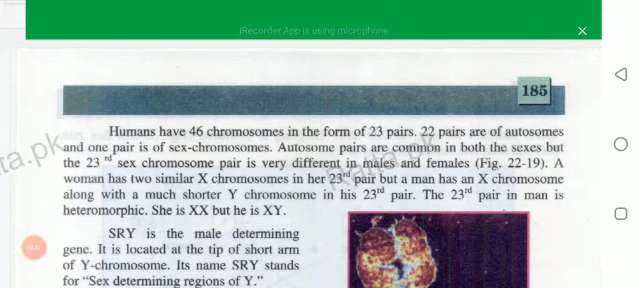 iRecorder App is using microphone
185
Humans have 46 chromosomes in the form of 23 pairs. 22 pairs are of autosomes
and one pair is of sex-chromosomes. Autosome pairs are common in both the sexes but
the 23 rd sex chromosome pair is very different in males and females (Fig. 22-19). A
woman has two similar X chromosomes in her 23rd pair but a man has an X chromosome
along with a much shorter Y chromosome in his 23rd pair. The 23rd pair in man is
heteromorphic. She is XX but he is XY.
SRY is the male determining
gene. It is located at the tip of short arm
of Y-chromosome. Its name SRY stands
for “Sex determining regions of Y.”